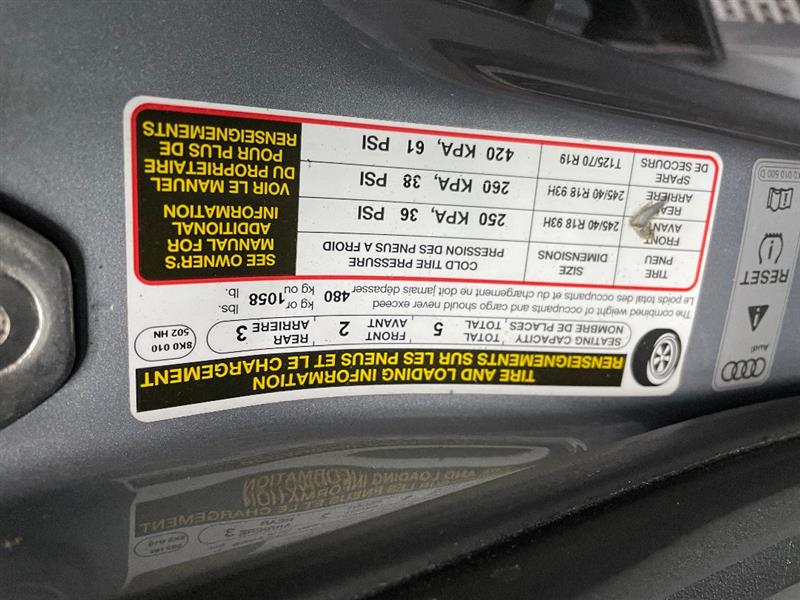 TIRE AND LOADING INFORMATION
RENSEIGNEMENTS SUR LES PNEUS ET LE CHARGEMENT
SEATING CAPACITY TOTAL 5 FRONT 2 REAR 3
NOMBRE DE PLACES, TOTAL AVANT ARRIERE
8K0 010
502 HN
The combined weight of occupants and cargo should never exceed 480 kg or 1058 lbs.
Le poids total des occupants et du chargement ne doit jamais dépasser kg ou lb.
TIRE SIZE COLD TIRE PRESSURE
PNEU DIMENSIONS PRESSION DES PNEUS A FROID
FRONT
AVANT 245/40 R18 93H 250 KPA, 36 PSI
REAR
ARRIERE 245/40 R18 93H 260 KPA, 38 PSI
SPARE
DE SECOURS T125/70 R19 420 KPA, 61 PSI
SEE OWNER'S
MANUAL FOR
ADDITIONAL
INFORMATION
VOIR LE MANUEL
DU PROPRIETAIRE
POUR PLUS DE
RENSEIGNEMENTS
Audi
RESET